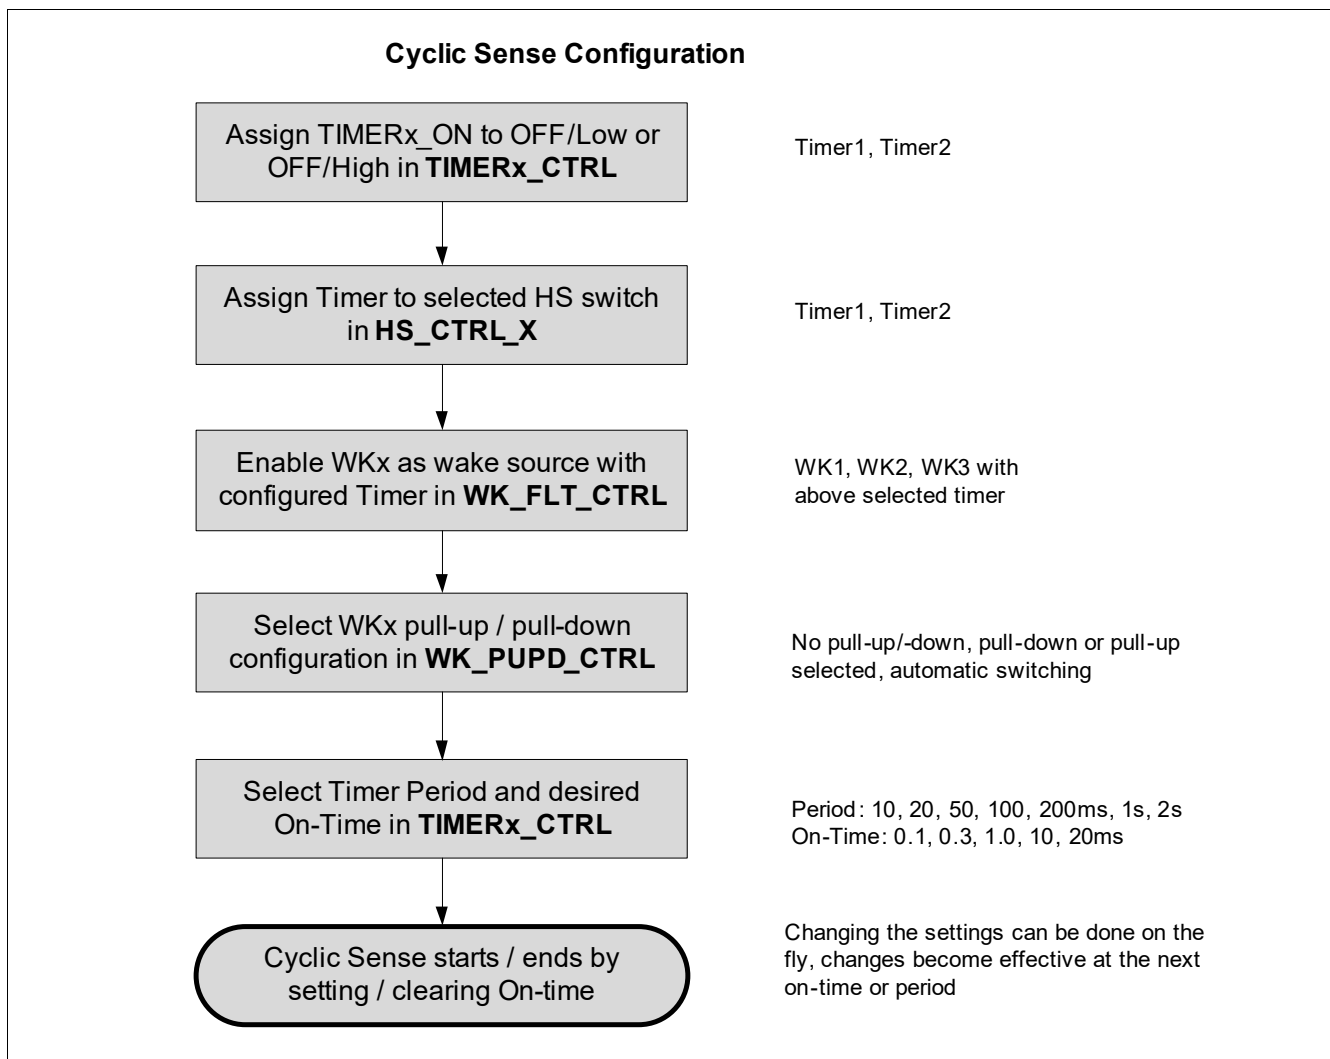 Cyclic Sense Configuration
Assign TIMERx_ON to OFF/Low or
OFF/High in TIMERx_CTRL
Timer1, Timer2
Assign Timer to selected HS switch
in HS_CTRL_X
Timer1, Timer2
Enable WKx as wake source with
configured Timer in WK_FLT_CTRL
WK1, WK2, WK3 with
above selected timer
Select WKx pull-up / pull-down
configuration in WK_PUPD_CTRL
No pull-up/-down, pull-down or pull-up
selected, automatic switching
Select Timer Period and desired
On-Time in TIMERx_CTRL
Period: 10, 20, 50, 100, 200ms, 1s, 2s
On-Time: 0.1, 0.3, 1.0, 10, 20ms
Cyclic Sense starts / ends by
setting / clearing On-time
Changing the settings can be done on the
fly, changes become effective at the next
on-time or period